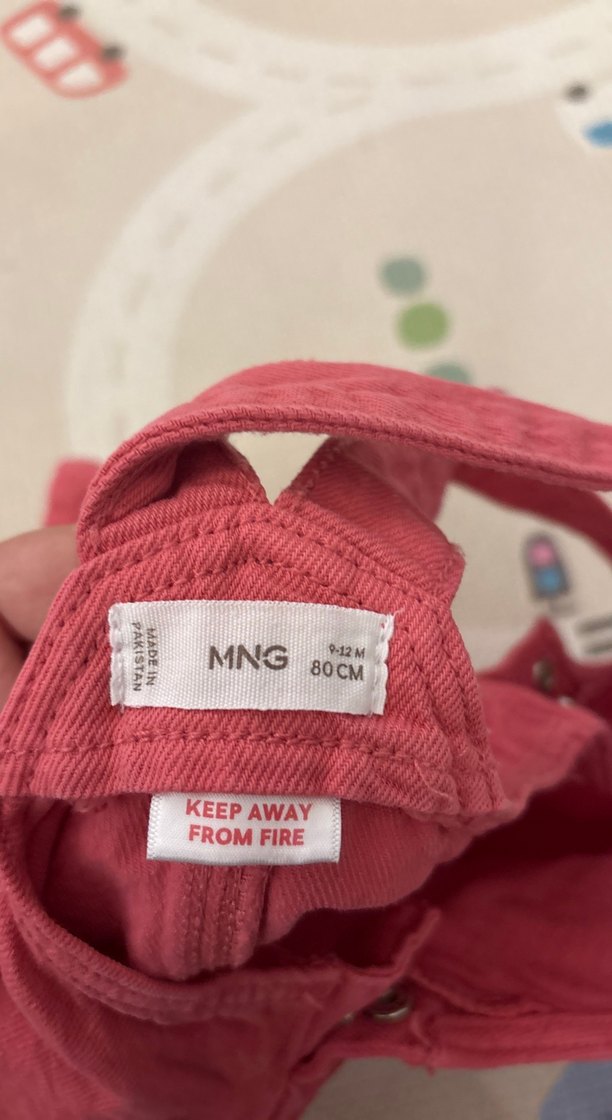 MADE IN
PAKISTAN
MNG
9-12 M
80 CM
KEEP AWAY
FROM FIRE